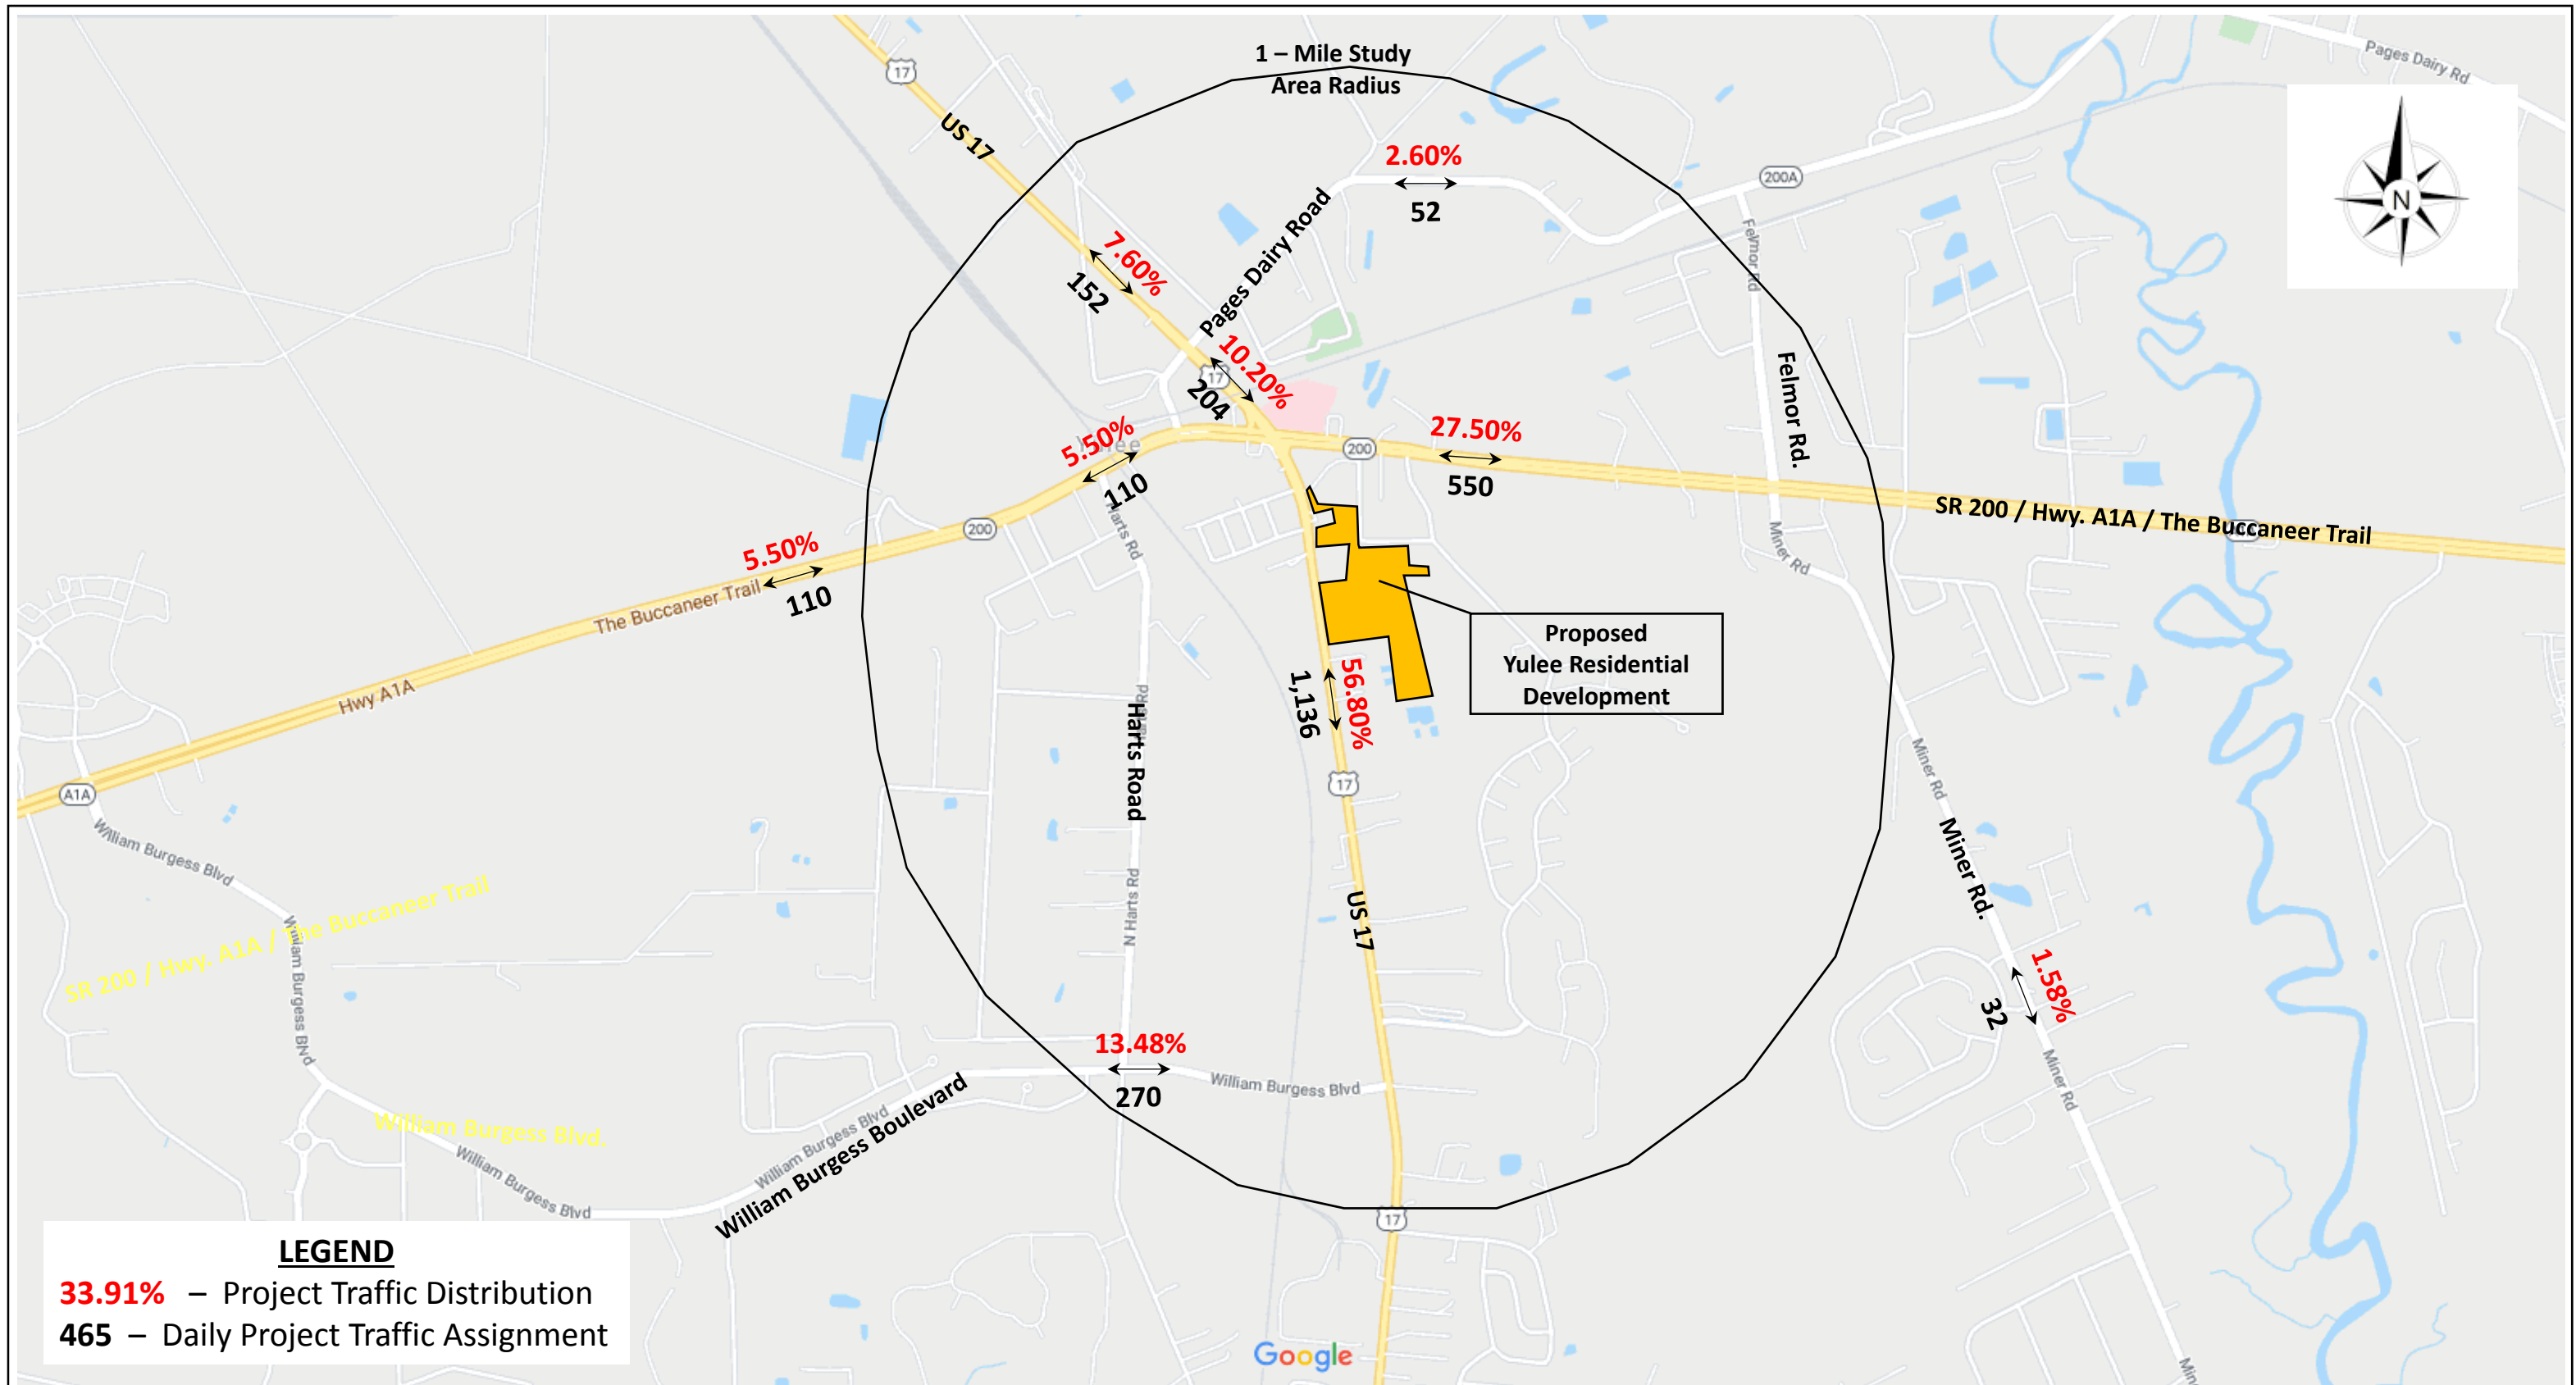 1 – Mile Study
Area Radius
Pages Dairy Rd
17
US 17
2.60%
52
200A
N
Pages Dairy Road
Felmor Rd
7.60%
152
10.20%
17
204
Felmor Rd.
27.50%
200
550
5.50%
110
Harts Rd
200
SR 200 / Hwy. A1A / The Buccaneer Trail
5.50%
110
The Buccaneer Trail
Miner Rd
Proposed
Yulee Residential
Development
56.80%
1,136
Hwy A1A
Harts Road
17
Miner Rd
A1A
William Burgess Blvd
Miner Rd.
SR 200 / Hwy. A1A / The Buccaneer Trail
William Burgess Blvd
N Harts Rd
US 17
1.58%
32
13.48%
270
William Burgess Blvd
Miner Rd
William Burgess Blvd.
William Burgess Blvd
William Burgess Blvd
William Burgess Boulevard
17
LEGEND
33.91% – Project Traffic Distribution
465 – Daily Project Traffic Assignment
Google